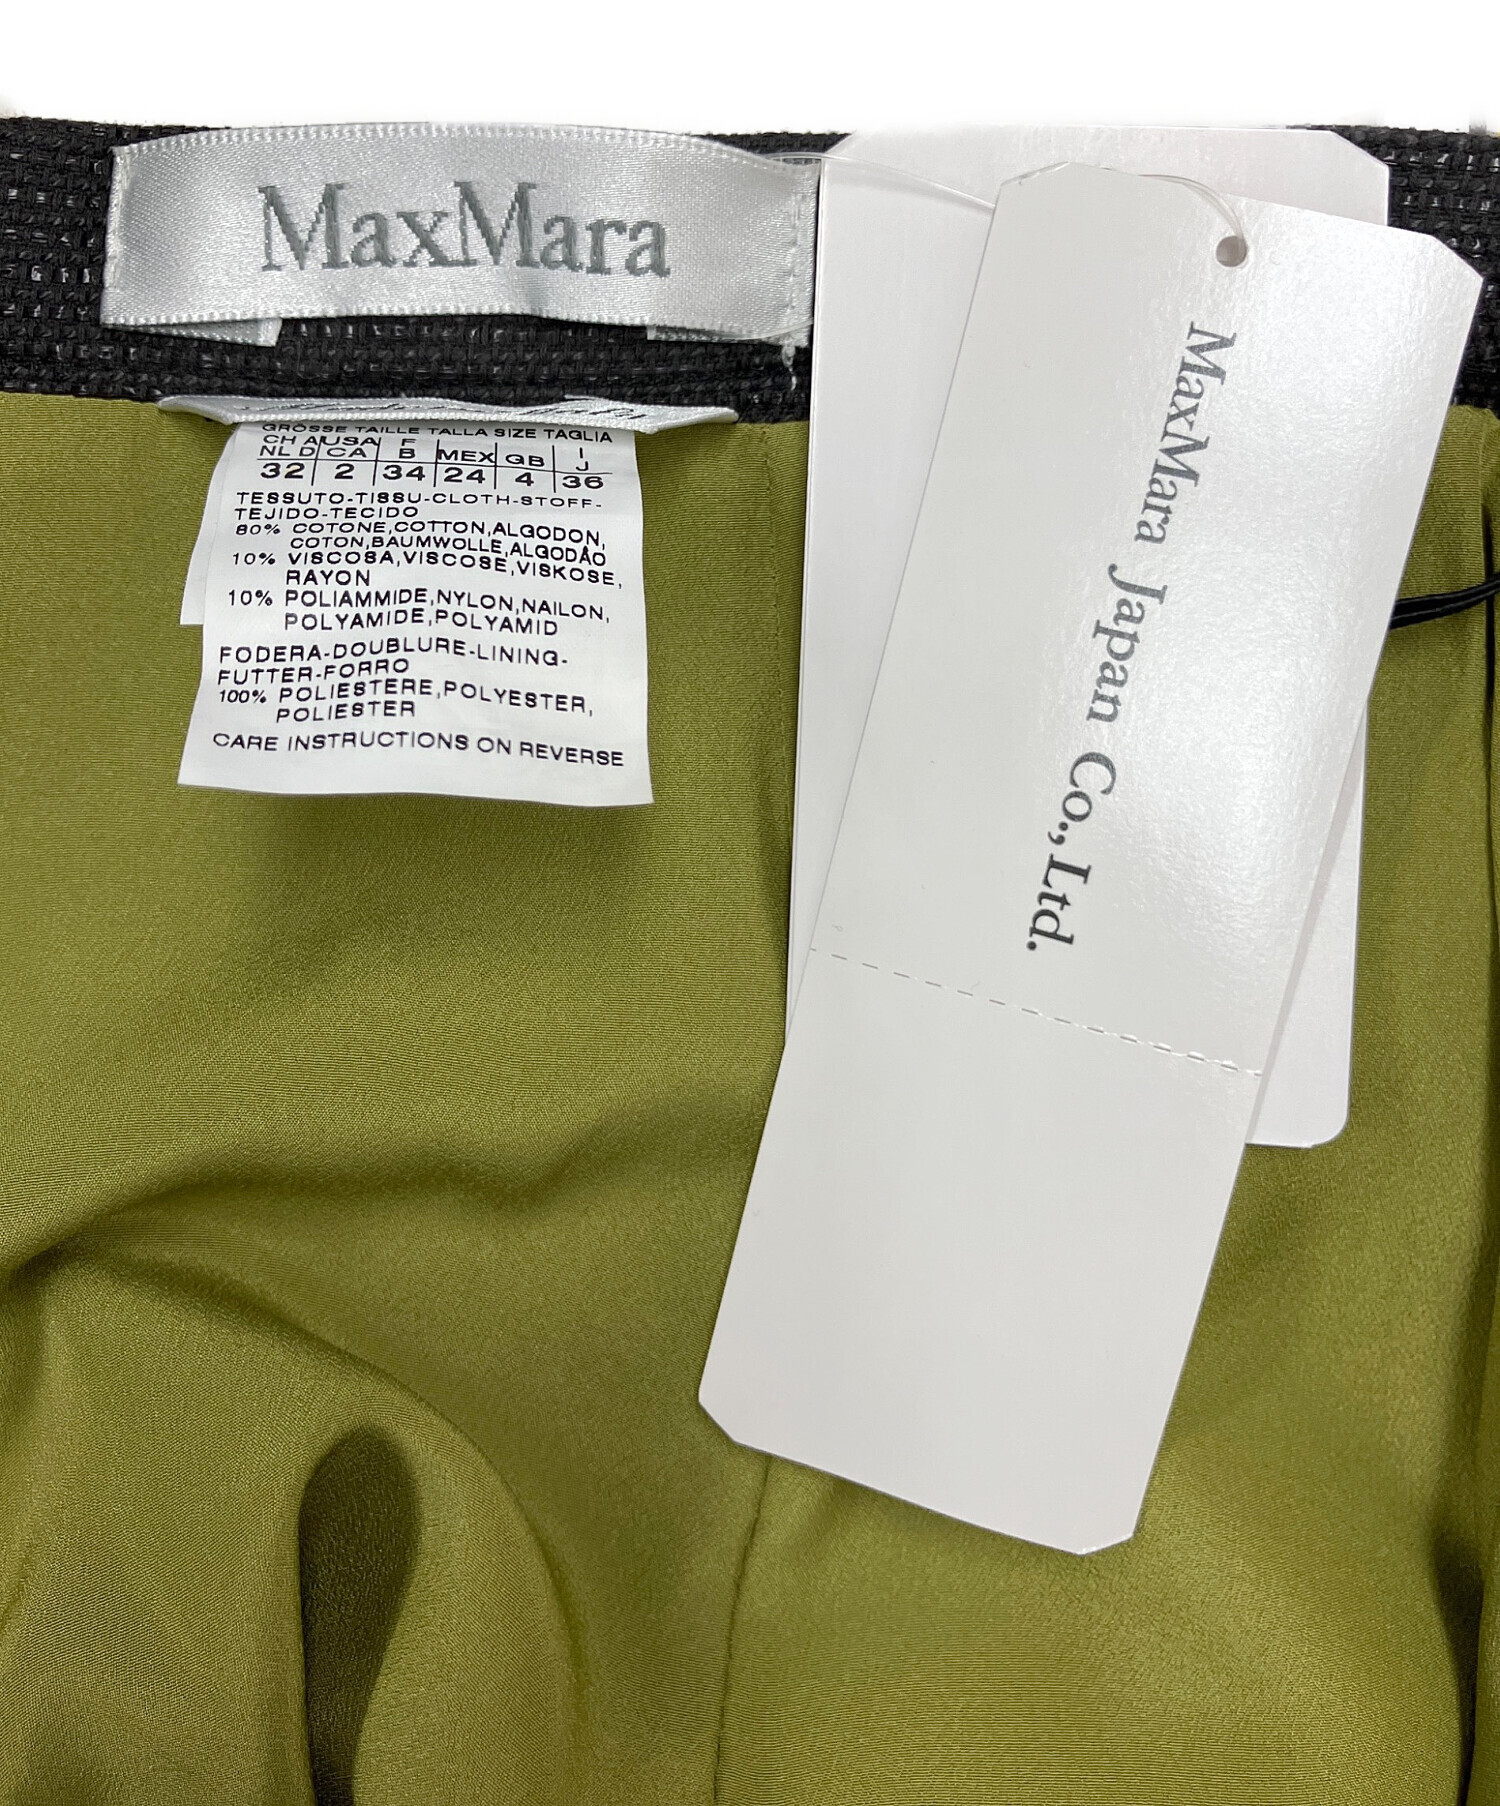 MaxMara
GRÖSSE TAILLE TALLA SIZE TAGLIA
CH A USA F I
NL D CA B MEX GB J
32 2 34 24 4 36
TESSUTO-TISSU-CLOTH-STOFF-
TEJIDO-TECIDO
80% COTONE,COTTON,ALGODON,
COTON,BAUMWOLLE,ALGODÃO
10% VISCOSA,VISCOSE,VISKOSE,
RAYON
10% POLIAMMIDE,NYLON,NAILON,
POLYAMIDE,POLYAMID
FODERA-DOUBLURE-LINING-
FUTTER-FORRO
100% POLIESTERE,POLYESTER,
POLIESTER
CARE INSTRUCTIONS ON REVERSE
MaxMara Japan Co.,Ltd.